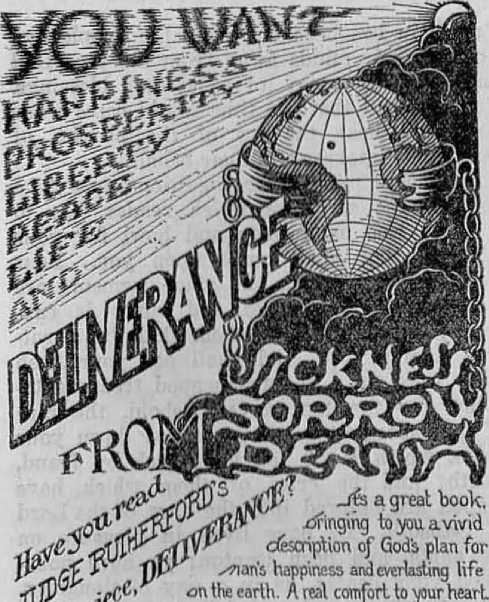 YOU WANT
HAPPINESS
PROSPERITY
LIBERTY
PEACE
LIFE
AND
DELIVERANCE
FROM
SICKNESS
SORROW
DEATH
Have you read
JUDGE RUTHERFORD'S
piece, DELIVERANCE?
It's a great book,
bringing to you a vivid
description of God's plan for
man's happiness and everlasting life
on the earth. A real comfort to your heart.